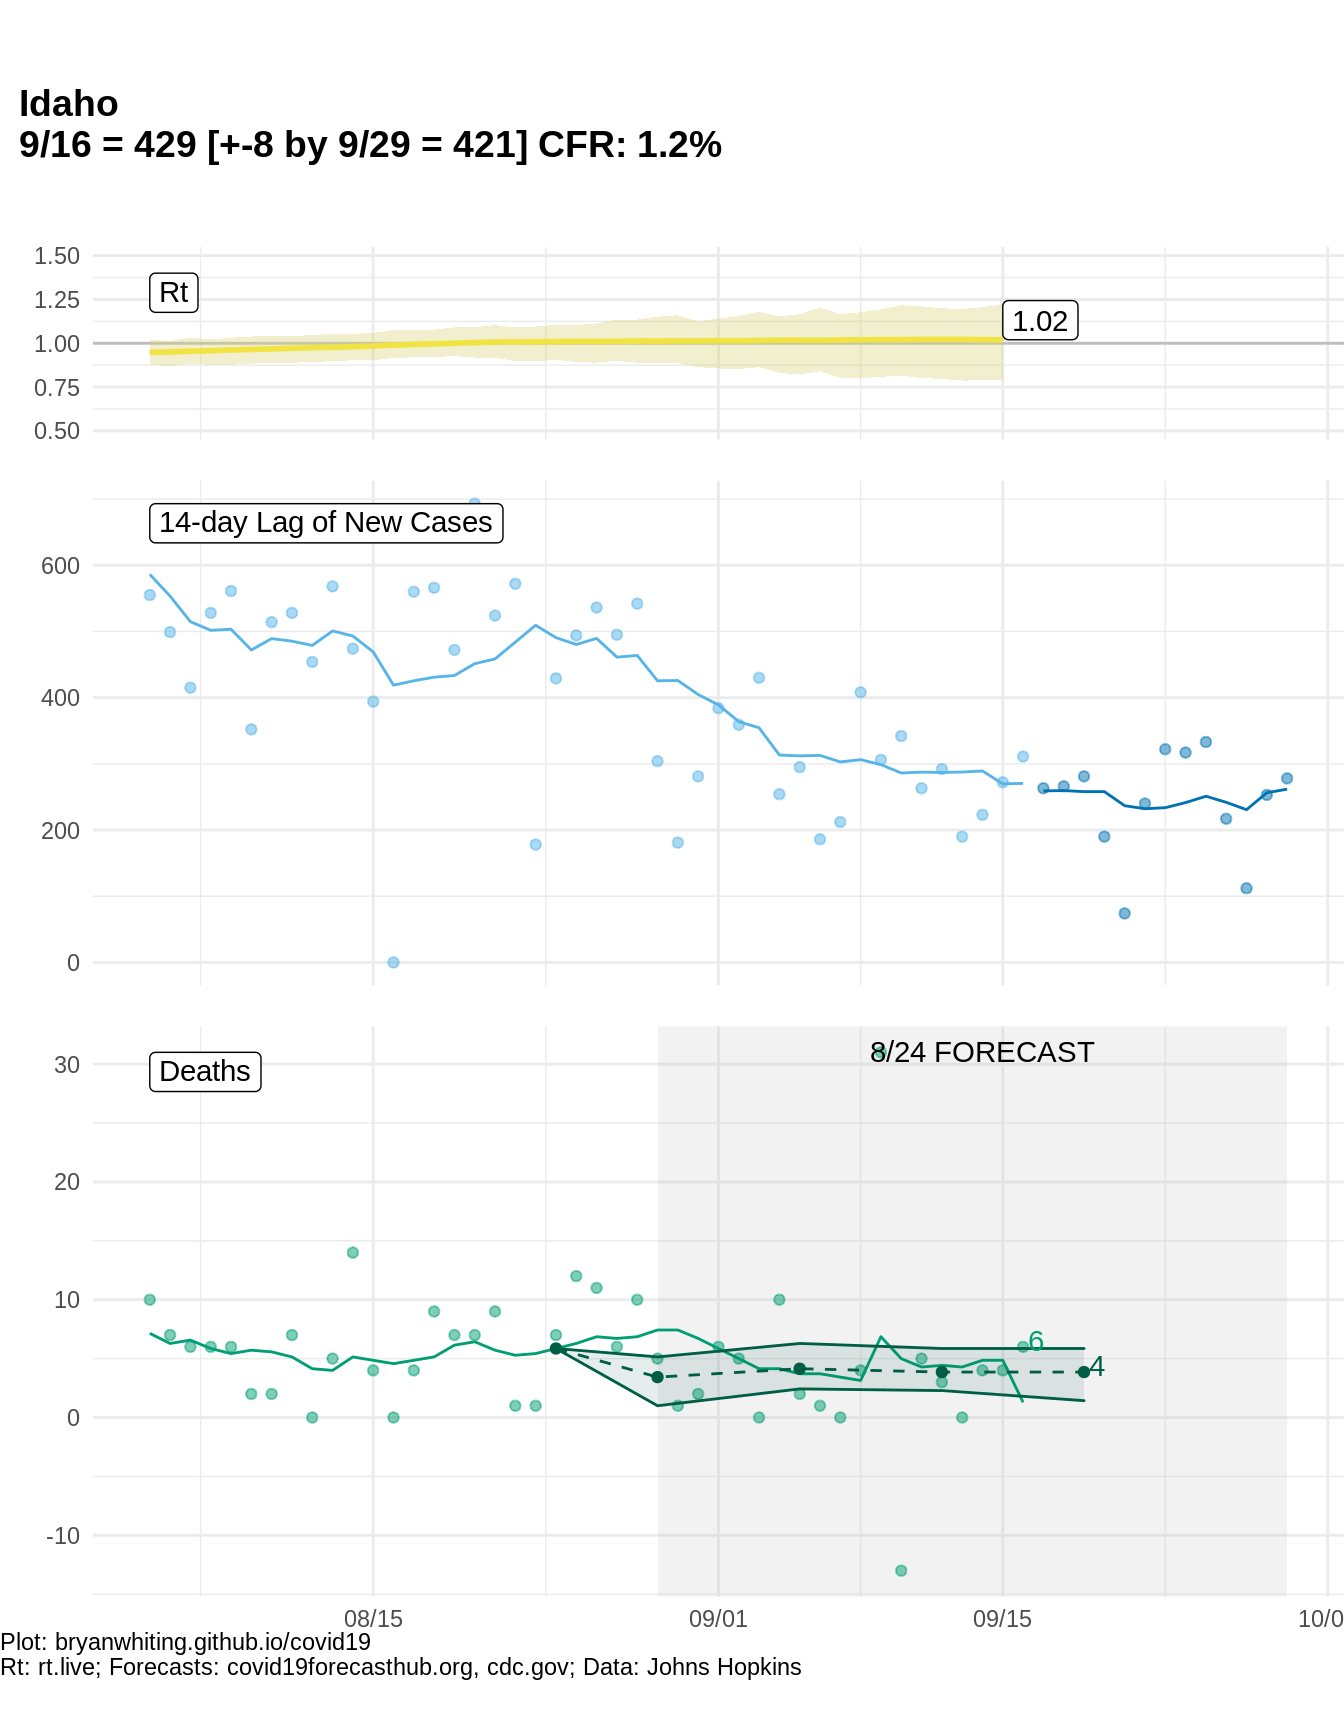 Idaho
9/16 = 429 [+-8 by 9/29 = 421] CFR: 1.2%
1.50
Rt
1.25
1.02
1.00
0.75
0.50
14-day Lag of New Cases
600
400
200
0
8/24 FORECAST
30
Deaths
20
10
6
4
0
-10
08/15 09/01 09/15 10/0
Plot: bryanwhiting.github.io/covid19
Rt: rt.live; Forecasts: covid19forecasthub.org, cdc.gov; Data: Johns Hopkins